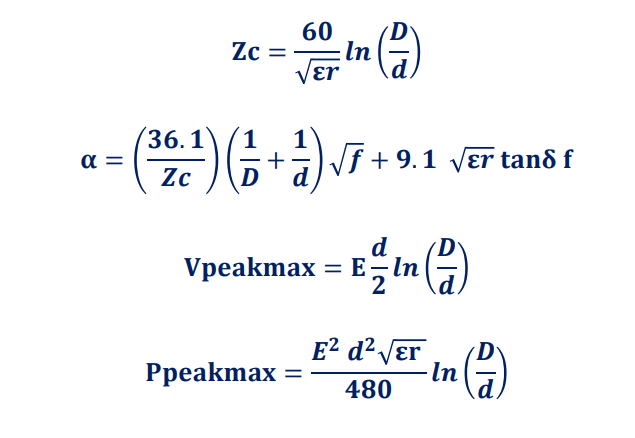 Zc = 60/√εr ln(D/d)
α = (36.1/Zc)(1/D + 1/d)√f + 9.1 √εr tanδ f
Vpeakmax = E d/2 ln(D/d)
Ppeakmax = E² d²√εr/480 ln(D/d)